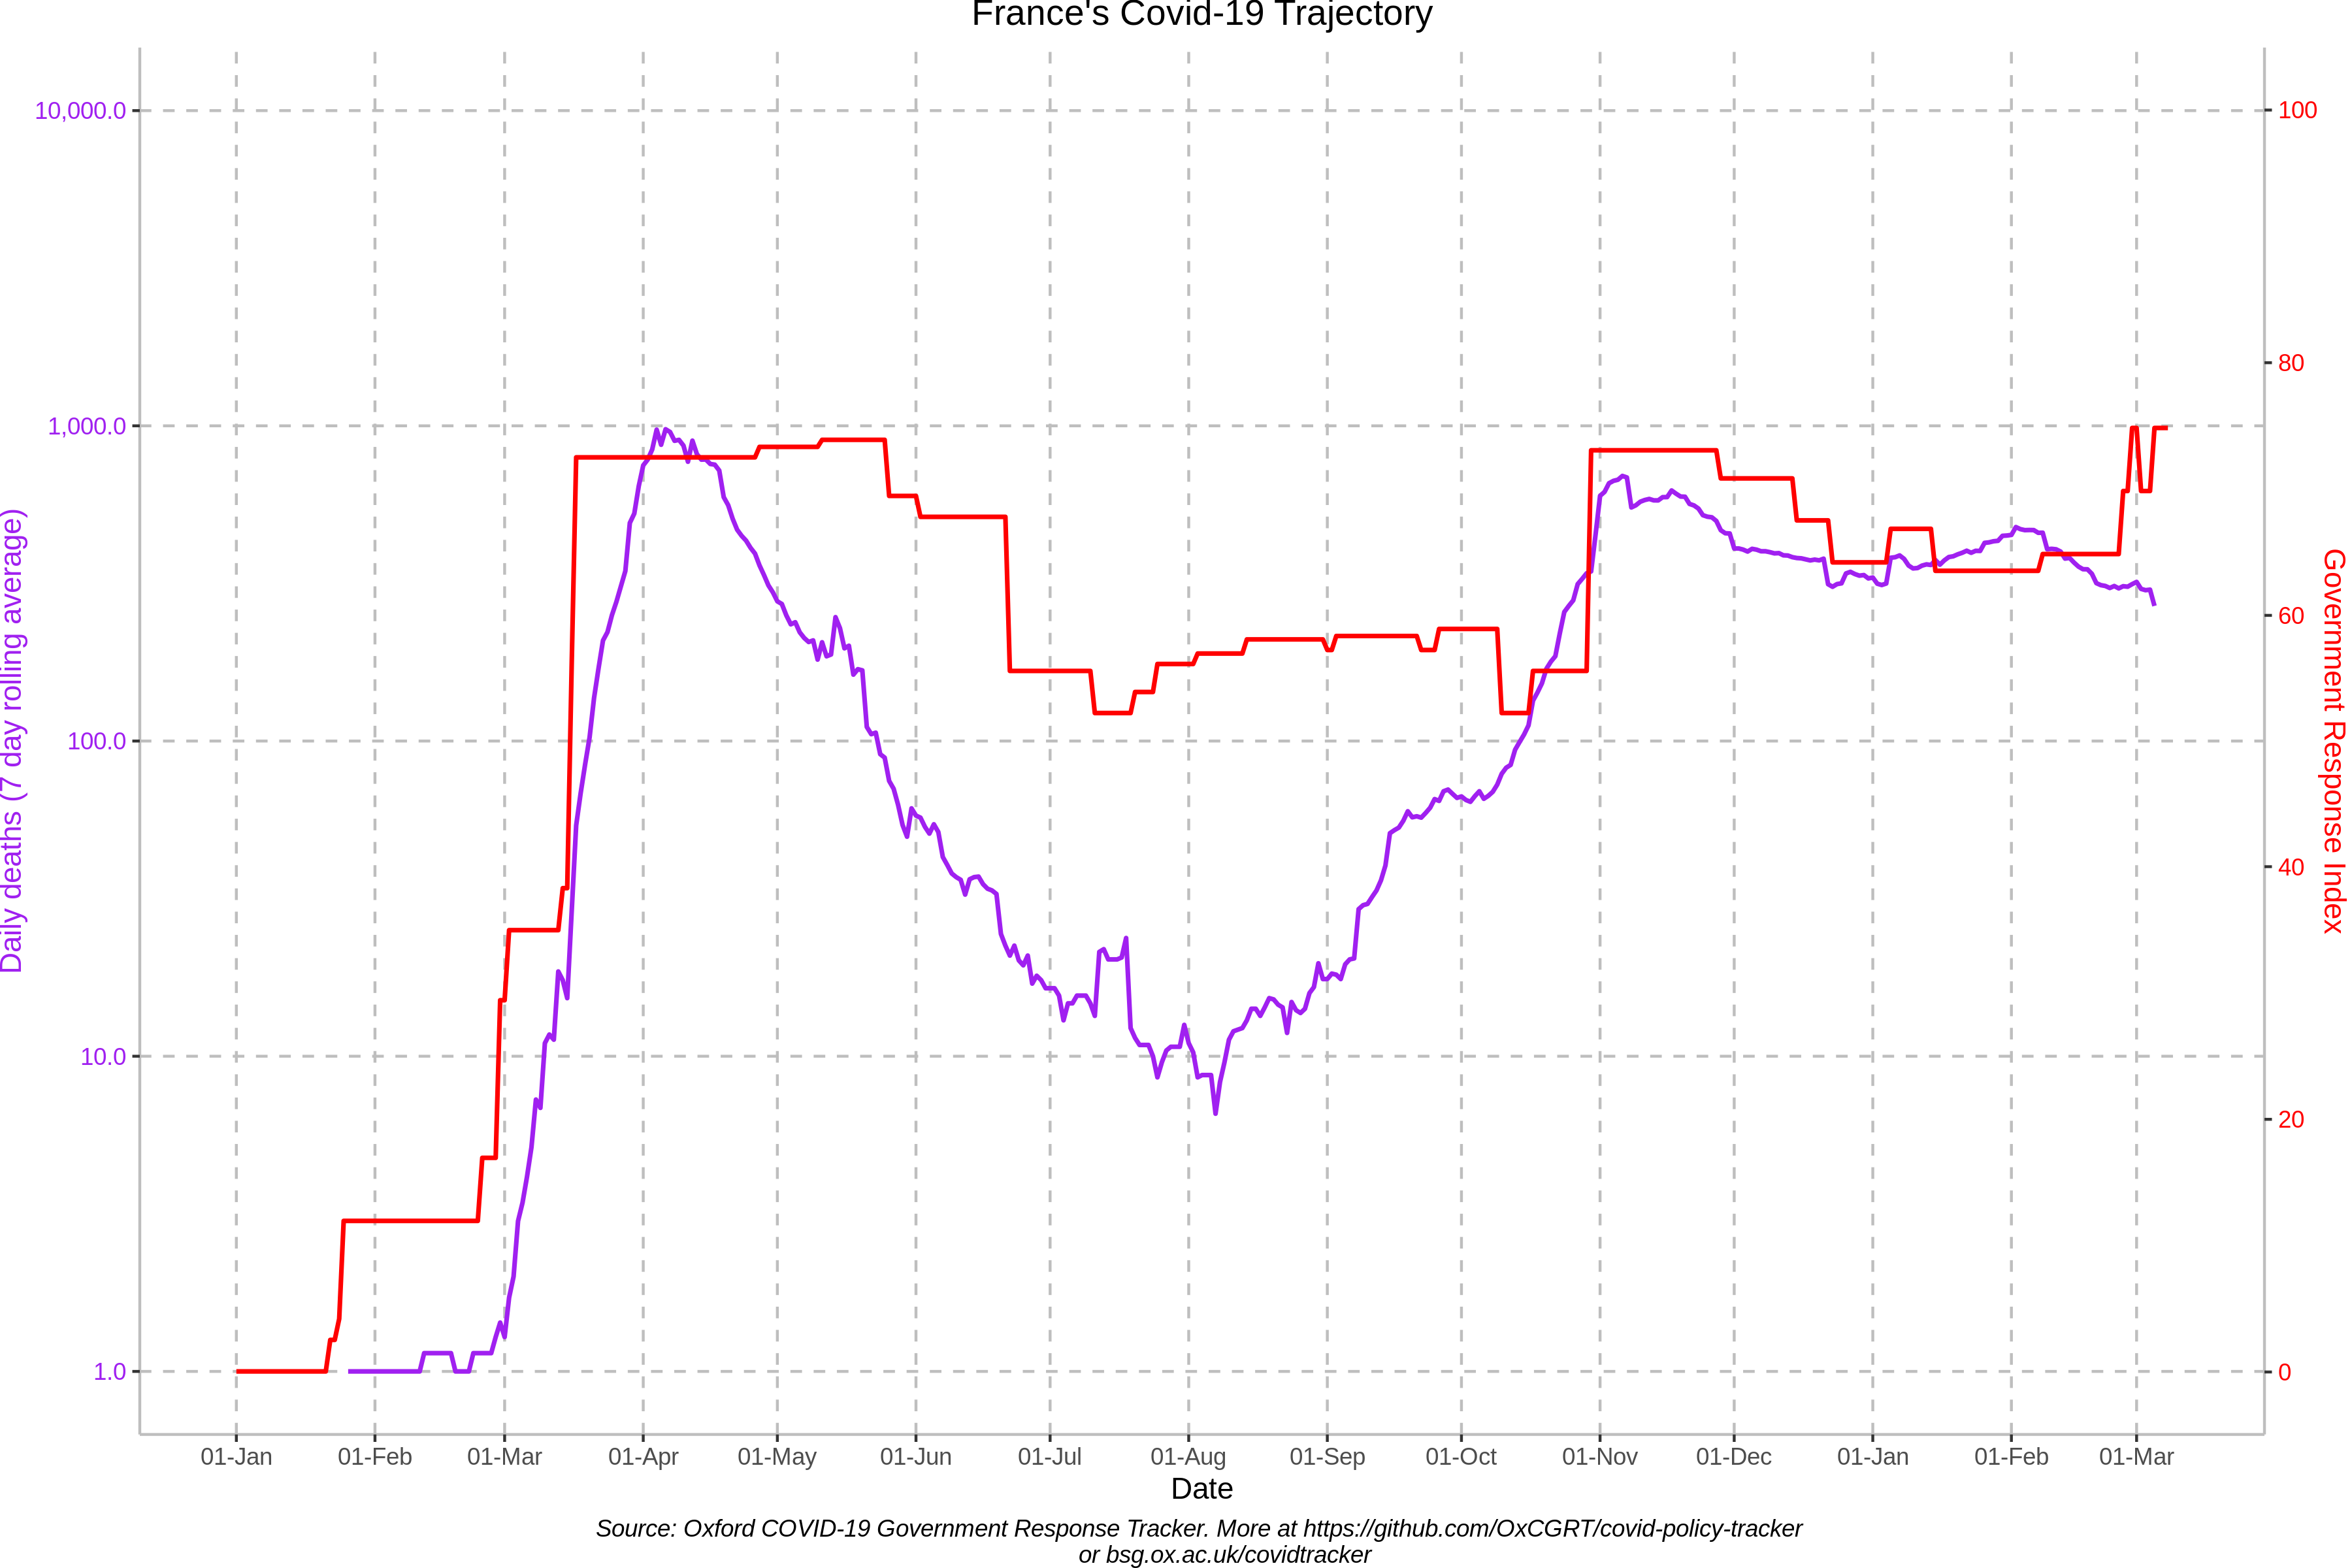 France's Covid-19 Trajectory
10,000.0
1,000.0
100.0
10.0
1.0
Daily deaths (7 day rolling average)
100
80
60
40
20
0
Government Response Index
01-Jan 01-Feb 01-Mar 01-Apr 01-May 01-Jun 01-Jul 01-Aug 01-Sep 01-Oct 01-Nov 01-Dec 01-Jan 01-Feb 01-Mar
Date
Source: Oxford COVID-19 Government Response Tracker. More at https://github.com/OxCGRT/covid-policy-tracker
or bsg.ox.ac.uk/covidtracker